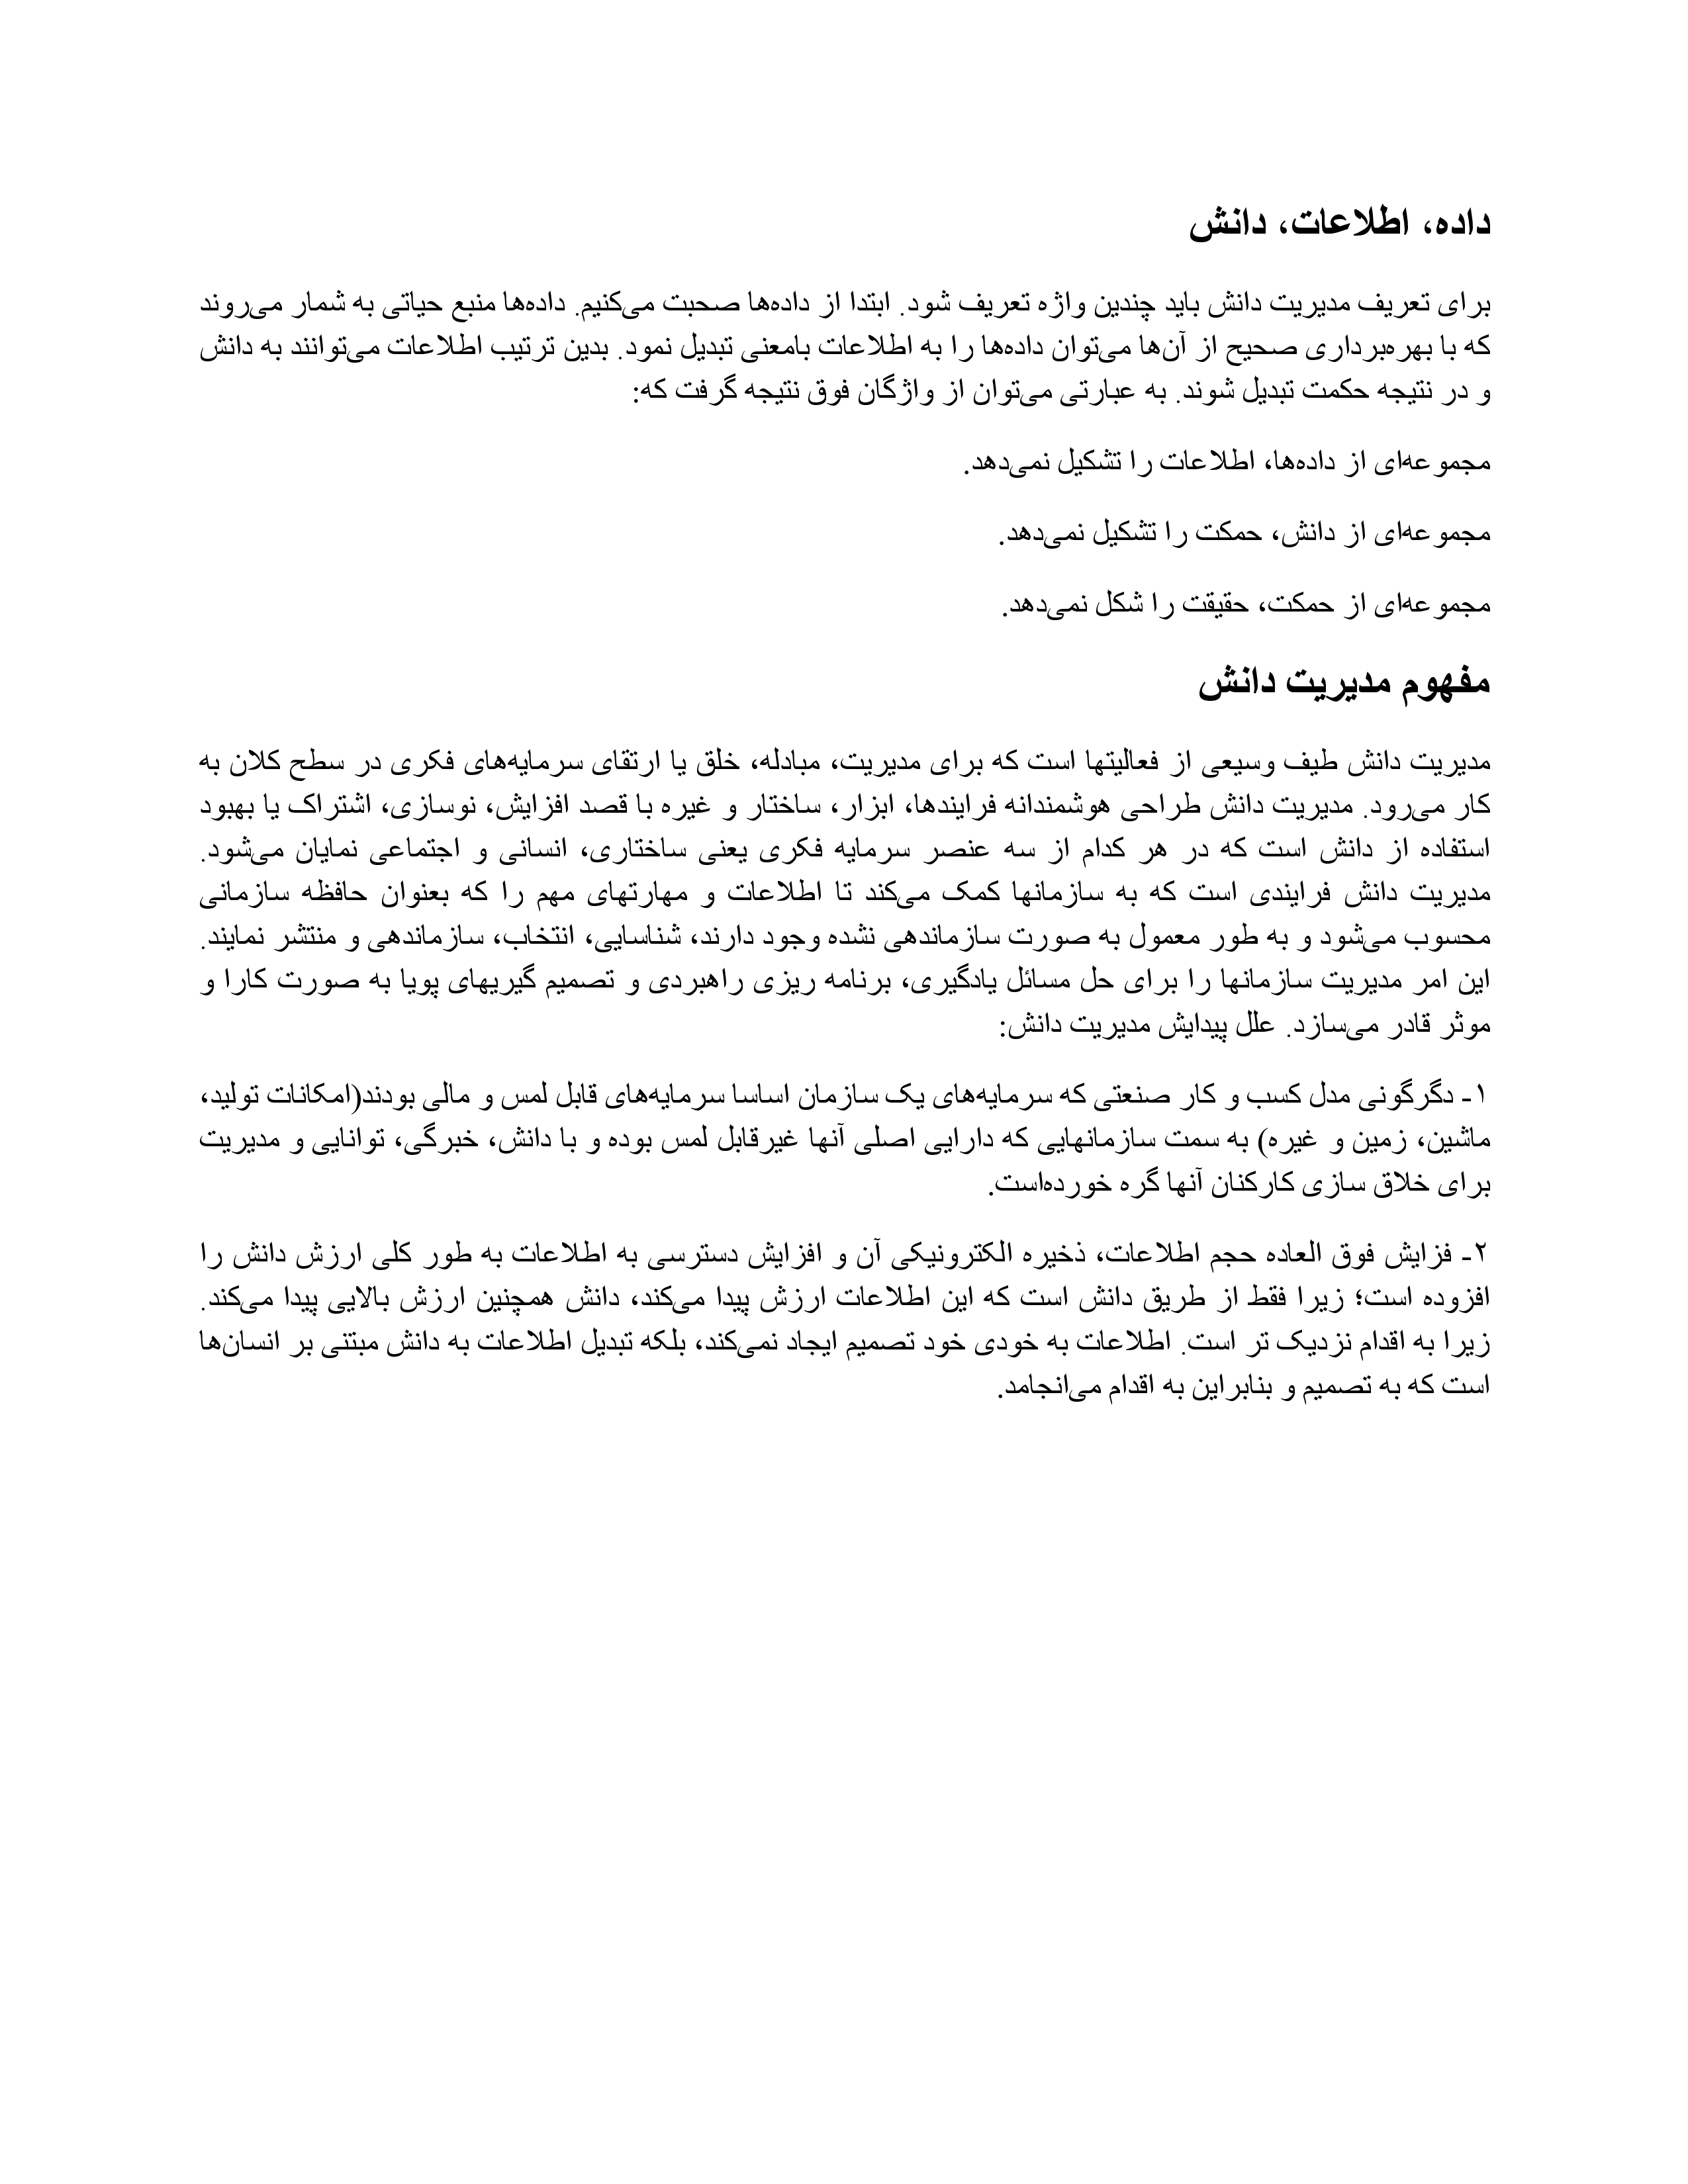 داده، اطلاعات، دانش
برای تعریف مدیریت دانش باید چندین واژه تعریف شود. ابتدا از داده‌ها صحبت می‌کنیم. داده‌ها منبع حیاتی به شمار می‌روند
که با بهره‌برداری صحیح از آن‌ها می‌توان داده‌ها را به اطلاعات بامعنی تبدیل نمود. بدین ترتیب اطلاعات می‌توانند به دانش
و در نتیجه حکمت تبدیل شوند. به عبارتی می‌توان از واژگان فوق نتیجه گرفت که:
مجموعه‌ای از داده‌ها، اطلاعات را تشکیل نمی‌دهد.
مجموعه‌ای از دانش، حمکت را تشکیل نمی‌دهد.
مجموعه‌ای از حمکت، حقیقت را شکل نمی‌دهد.
مفهوم مدیریت دانش
مدیریت دانش طیف وسیعی از فعالیتها است که برای مدیریت، مبادله، خلق یا ارتقای سرمایه‌های فکری در سطح کلان به
کار می‌رود. مدیریت دانش طراحی هوشمندانه فرایندها، ابزار، ساختار و غیره با قصد افزایش، نوسازی، اشتراک یا بهبود
استفاده از دانش است که در هر کدام از سه عنصر سرمایه فکری یعنی ساختاری، انسانی و اجتماعی نمایان می‌شود.
مدیریت دانش فرایندی است که به سازمانها کمک می‌کند تا اطلاعات و مهارتهای مهم را که بعنوان حافظه سازمانی
محسوب می‌شود و به طور معمول به صورت سازماندهی نشده وجود دارند، شناسایی، انتخاب، سازماندهی و منتشر نمایند.
این امر مدیریت سازمانها را برای حل مسائل یادگیری، برنامه ریزی راهبردی و تصمیم گیریهای پویا به صورت کارا و
موثر قادر می‌سازد. علل پیدایش مدیریت دانش:
۱- دگرگونی مدل کسب و کار صنعتی که سرمایه‌های یک سازمان اساسا سرمایه‌های قابل لمس و مالی بودند(امکانات تولید،
ماشین، زمین و غیره) به سمت سازمانهایی که دارایی اصلی آنها غیرقابل لمس بوده و با دانش، خبرگی، توانایی و مدیریت
برای خلاق سازی کارکنان آنها گره خورده‌است.
۲- فزایش فوق العاده حجم اطلاعات، ذخیره الکترونیکی آن و افزایش دسترسی به اطلاعات به طور کلی ارزش دانش را
افزوده است؛ زیرا فقط از طریق دانش است که این اطلاعات ارزش پیدا می‌کند، دانش همچنین ارزش بالایی پیدا می‌کند.
زیرا به اقدام نزدیک تر است. اطلاعات به خودی خود تصمیم ایجاد نمی‌کند، بلکه تبدیل اطلاعات به دانش مبتنی بر انسان‌ها
است که به تصمیم و بنابراین به اقدام می‌انجامد.